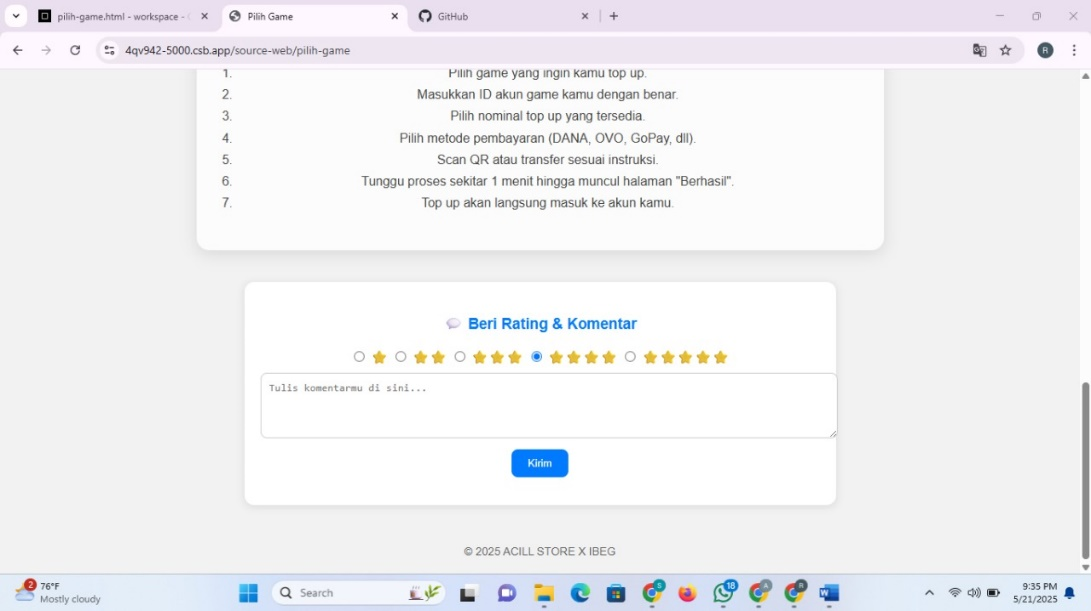 pilih-game.html - workspace -
Pilih Game
GitHub
4qv942-5000.csb.app/source-web/pilih-game
R
1. Pilih game yang ingin kamu top up.
2. Masukkan ID akun game kamu dengan benar.
3. Pilih nominal top up yang tersedia.
4. Pilih metode pembayaran (DANA, OVO, GoPay, dll).
5. Scan QR atau transfer sesuai instruksi.
6. Tunggu proses sekitar 1 menit hingga muncul halaman "Berhasil".
7. Top up akan langsung masuk ke akun kamu.
Beri Rating & Komentar
Tulis komentarmu di sini...
Kirim
© 2025 ACILL STORE X IBEG
2
76°F
Mostly cloudy
Search
S
18
A
R
9:35 PM
5/21/2025